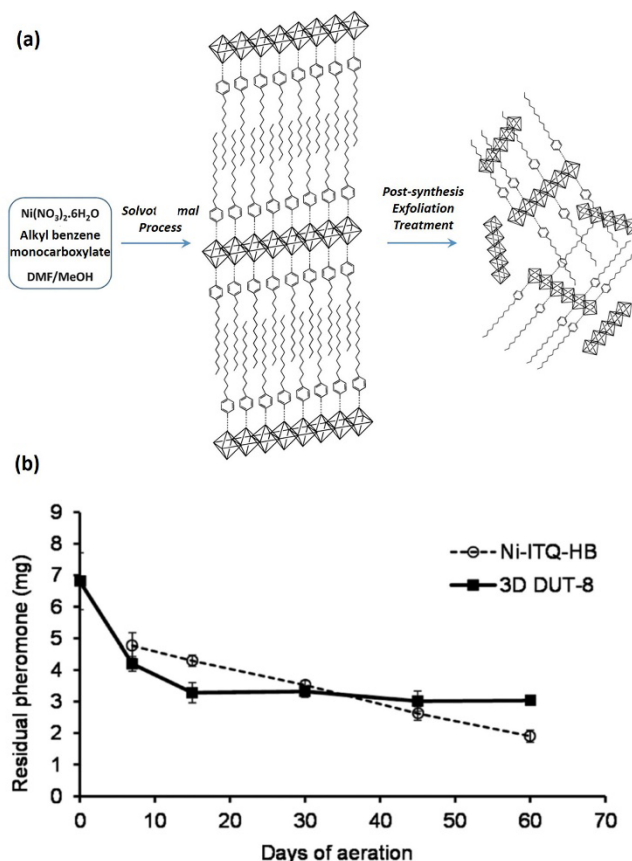 (a)
Ni(NO3)2.6H2O
Alkyl benzene
monocarboxylate
DMF/MeOH
Process
Post-synthesis
Exfoliation
Treatment
(b)
Residual pheromone (mg)
9
8
7
6
5
4
3
2
1
0
Ni-ITQ-HB
3D DUT-8
0 10 20 30 40 50 60 70
Days of aeration